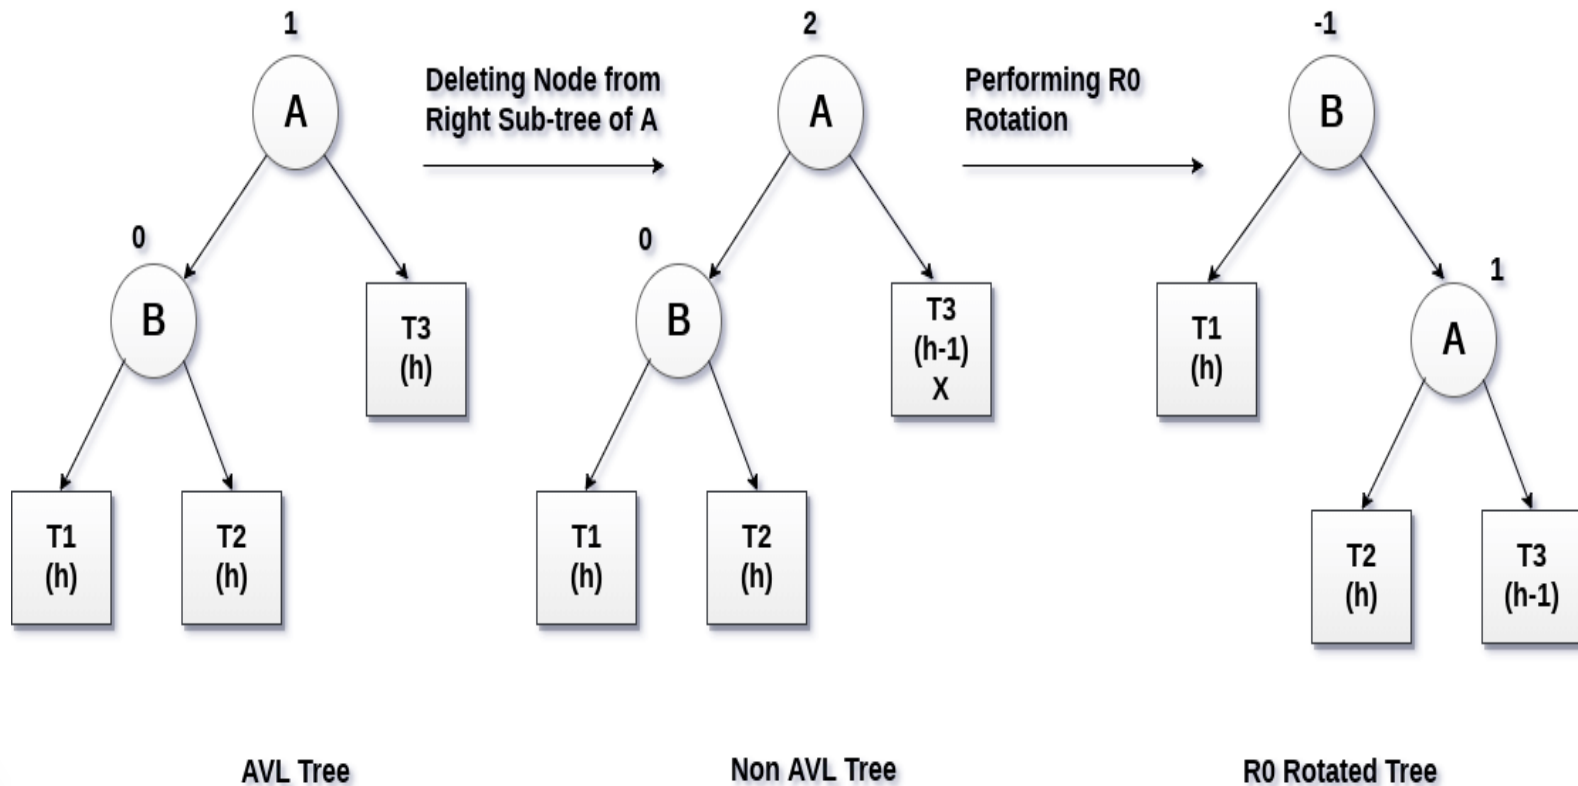 1
2
-1
Deleting Node from
Right Sub-tree of A
Performing R0
Rotation
A
A
B
0
0
1
B
T3
(h)
B
T3
(h-1)
X
T1
(h)
A
T1
(h)
T2
(h)
T1
(h)
T2
(h)
T2
(h)
T3
(h-1)
AVL Tree
Non AVL Tree
R0 Rotated Tree